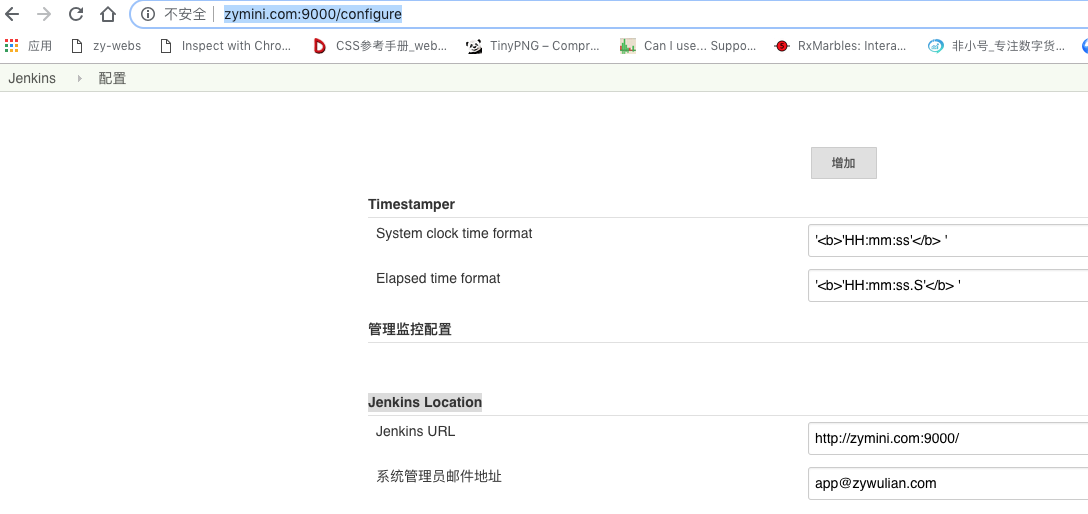 不安全 zymini.com:9000/configure
应用 zy-webs Inspect with Chro... CSS参考手册_web... TinyPNG – Compr... Can I use... Suppo... RxMarbles: Intera... 非小号_专注数字货...
Jenkins 配置
增加
Timestamper
System clock time format '<b>'HH:mm:ss'</b> '
Elapsed time format '<b>'HH:mm:ss.S'</b> '
管理监控配置
Jenkins Location
Jenkins URL http://zymini.com:9000/
系统管理员邮件地址 app@zywulian.com